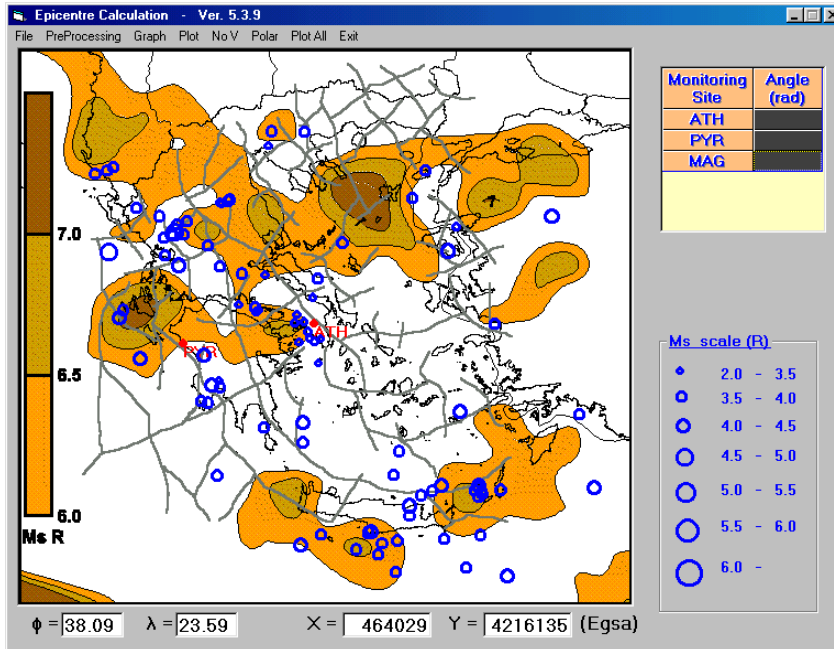 Epicentre Calculation - Ver. 5.3.9
File PreProcessing Graph Plot No V Polar Plot All Exit
Monitoring Site Angle (rad)
ATH
PYR
MAG
7.0
6.5
6.0
Ms R
ATH
PYR
Ms scale (R)
2.0 - 3.5
3.5 - 4.0
4.0 - 4.5
4.5 - 5.0
5.0 - 5.5
5.5 - 6.0
6.0 -
ϕ = 38.09 λ = 23.59 X = 464029 Y = 4216135 (Egsa)